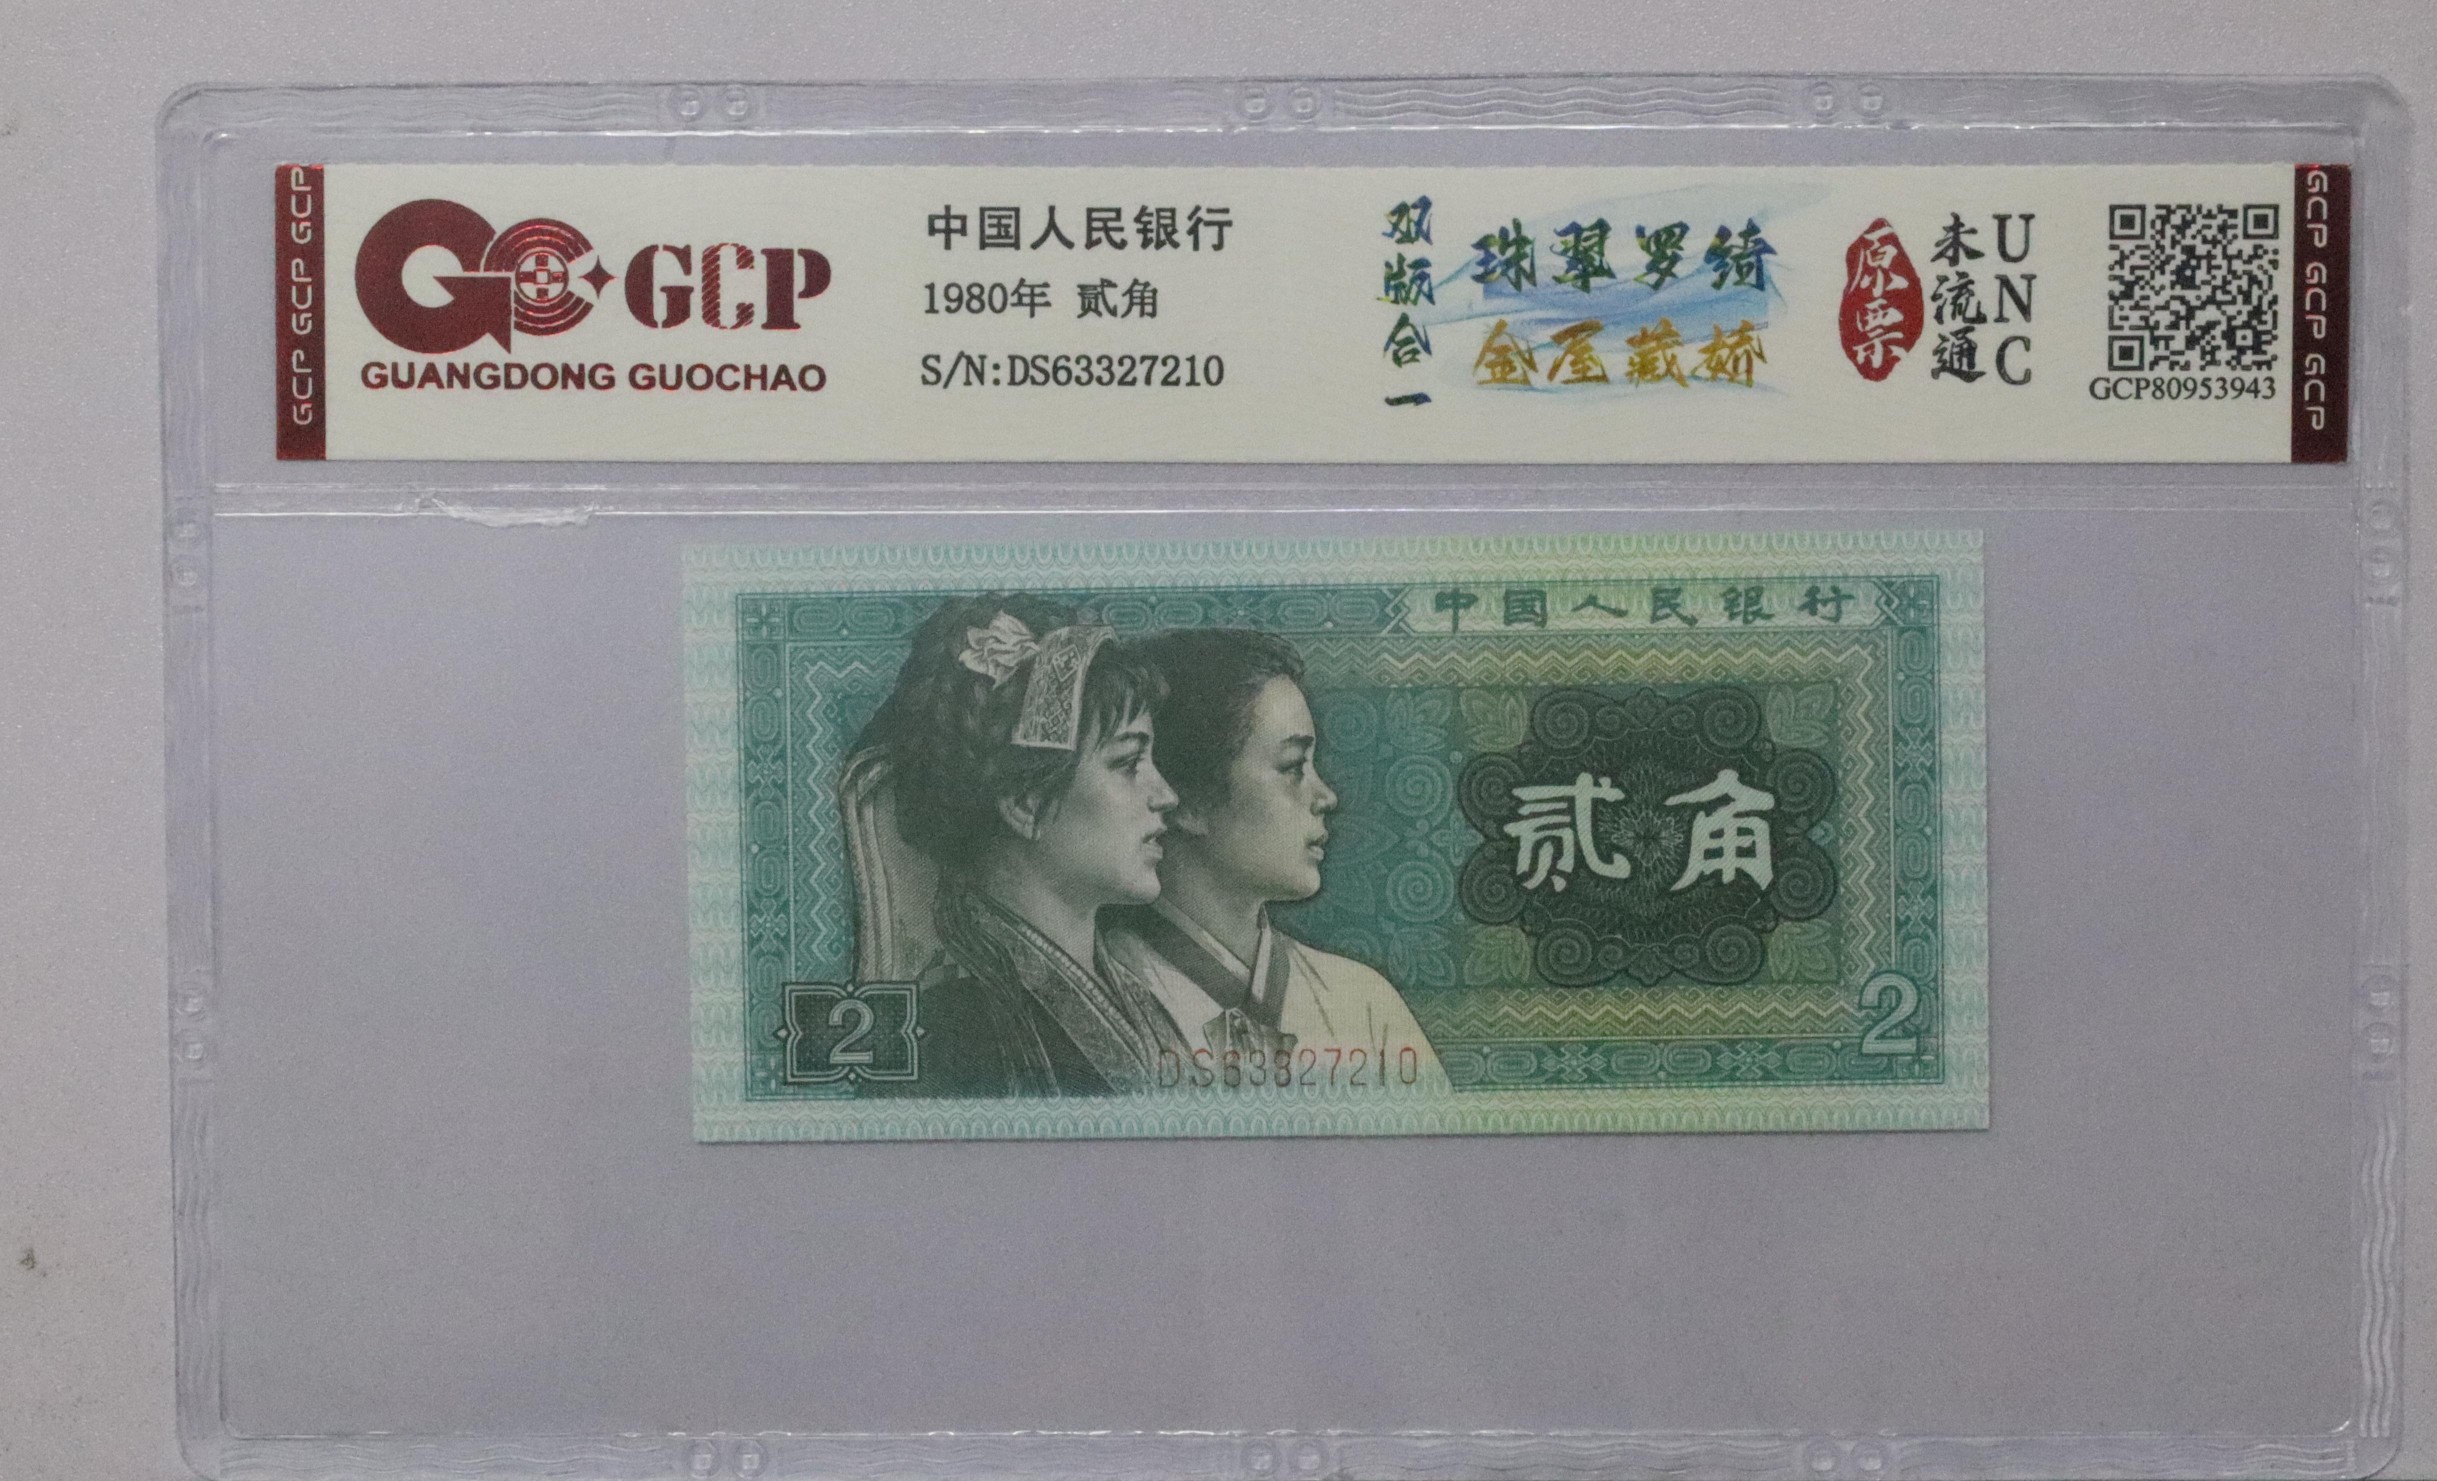 GCP GCP GCP
GCP
GUANGDONG GUOCHAO
中国人民银行
1980年 贰角
S/N:DS63327210
双版合一
珠翠罗绮
金屋藏娇
原票
未流通
UNC
GCP80953943
GCP GCP GCP
中国人民银行
贰角
2
2
DS63327210